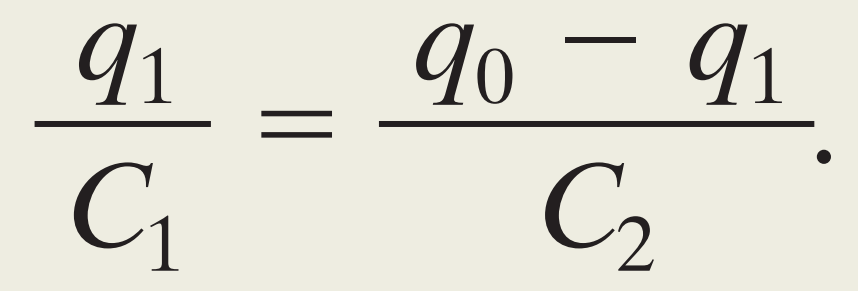 q₁/C₁ = (q₀ − q₁)/C₂.